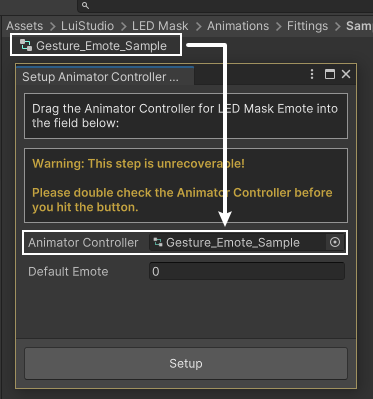 Assets > LuiStudio > LED Mask > Animations > Fittings > Sam
Gesture_Emote_Sample
Setup Animator Controller ...
Drag the Animator Controller for LED Mask Emote into
the field below:
Warning: This step is unrecoverable!
Please double check the Animator Controller before
you hit the button.
Animator Controller Gesture_Emote_Sample
Default Emote 0
Setup